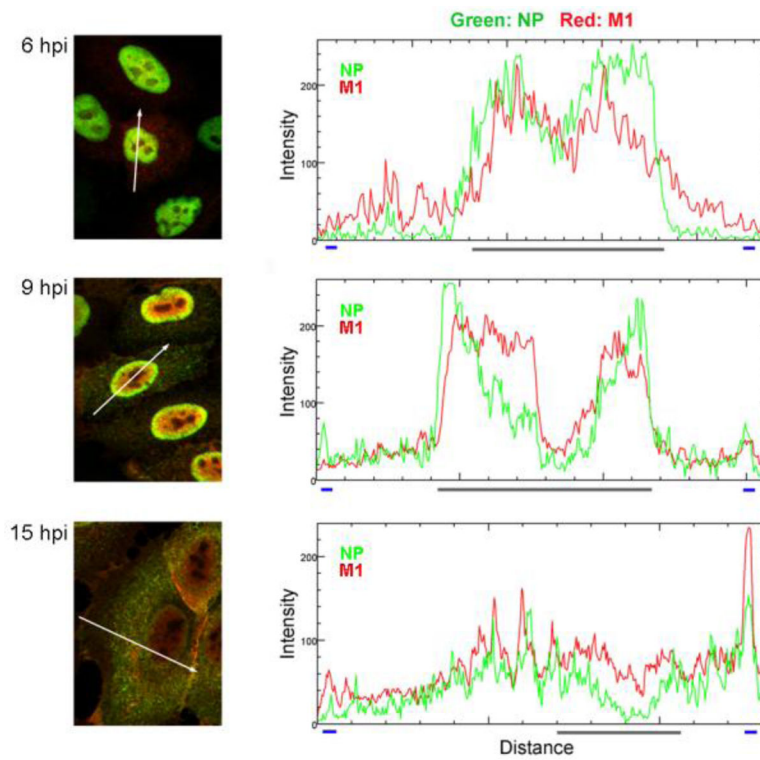 Green: NP Red: M1
6 hpi
NP
M1
200
100
0
Intensity
9 hpi
NP
M1
200
100
0
Intensity
15 hpi
NP
M1
200
100
0
Intensity
Distance